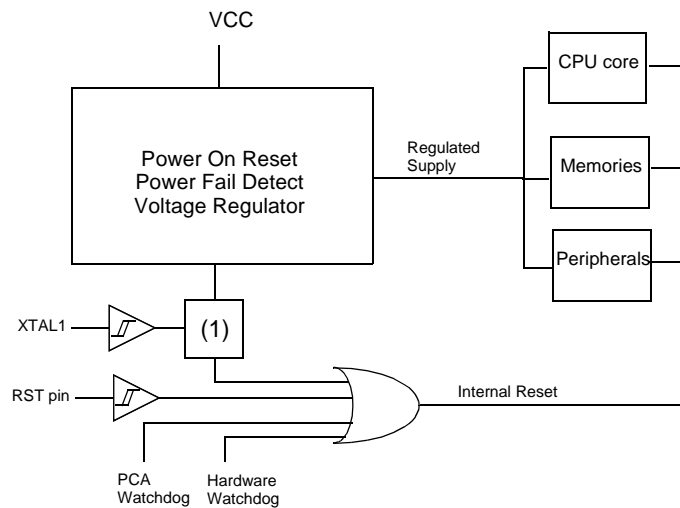 VCC
CPU core
Power On Reset
Power Fail Detect
Voltage Regulator
Regulated
Supply
Memories
Peripherals
XTAL1
(1)
RST pin
Internal Reset
PCA
Watchdog
Hardware
Watchdog